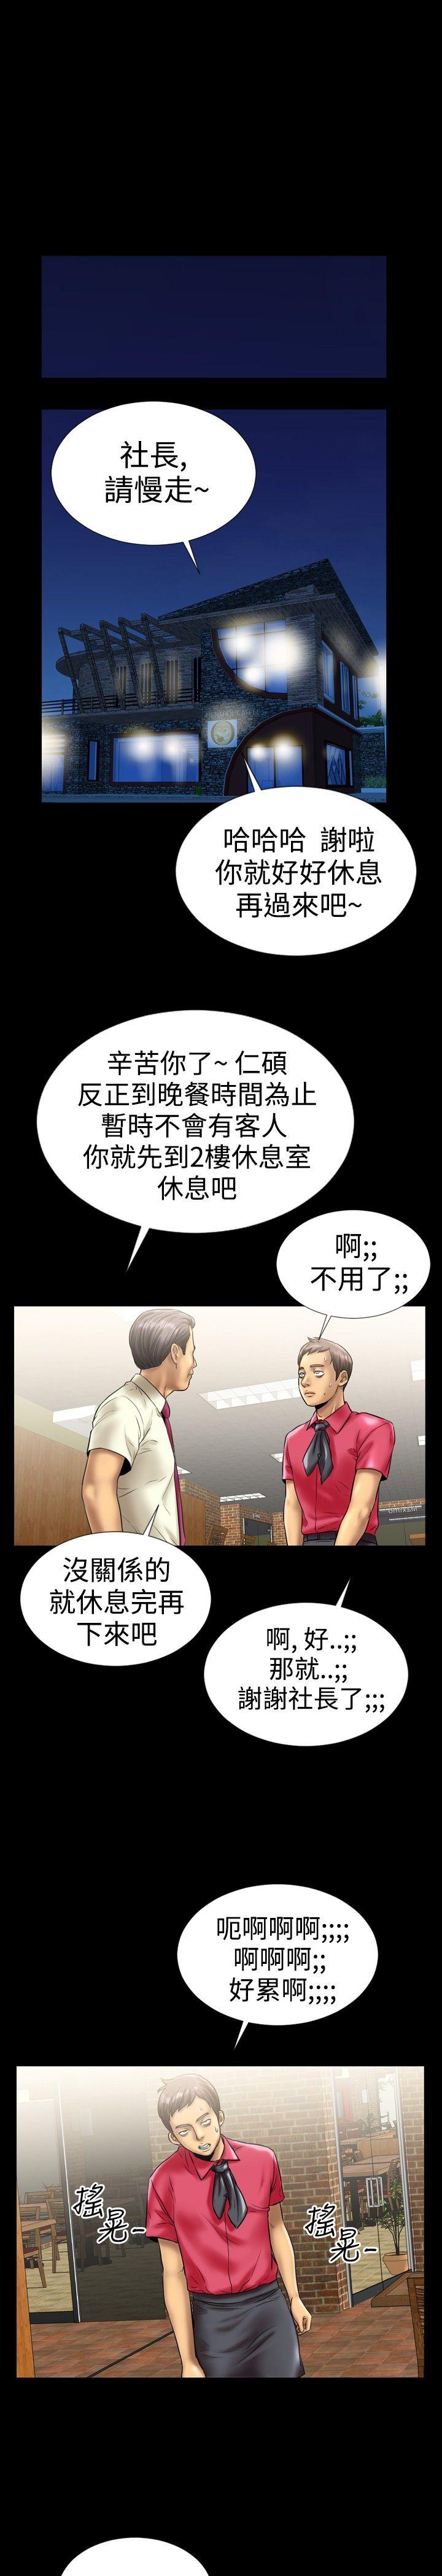 社長,
請慢走~
哈哈哈 謝啦
你就好好休息
再過來吧~
辛苦你了~ 仁碩
反正到晚餐時間為止
暫時不會有客人
你就先到2樓休息室
休息吧
啊;;
不用了;;
沒關係的
就休息完再
下來吧
啊, 好..;;
那就..;;
謝謝社長了;;;
呃啊啊啊;;;;
啊啊啊;;
好累啊;;;;
搖晃-
搖晃-